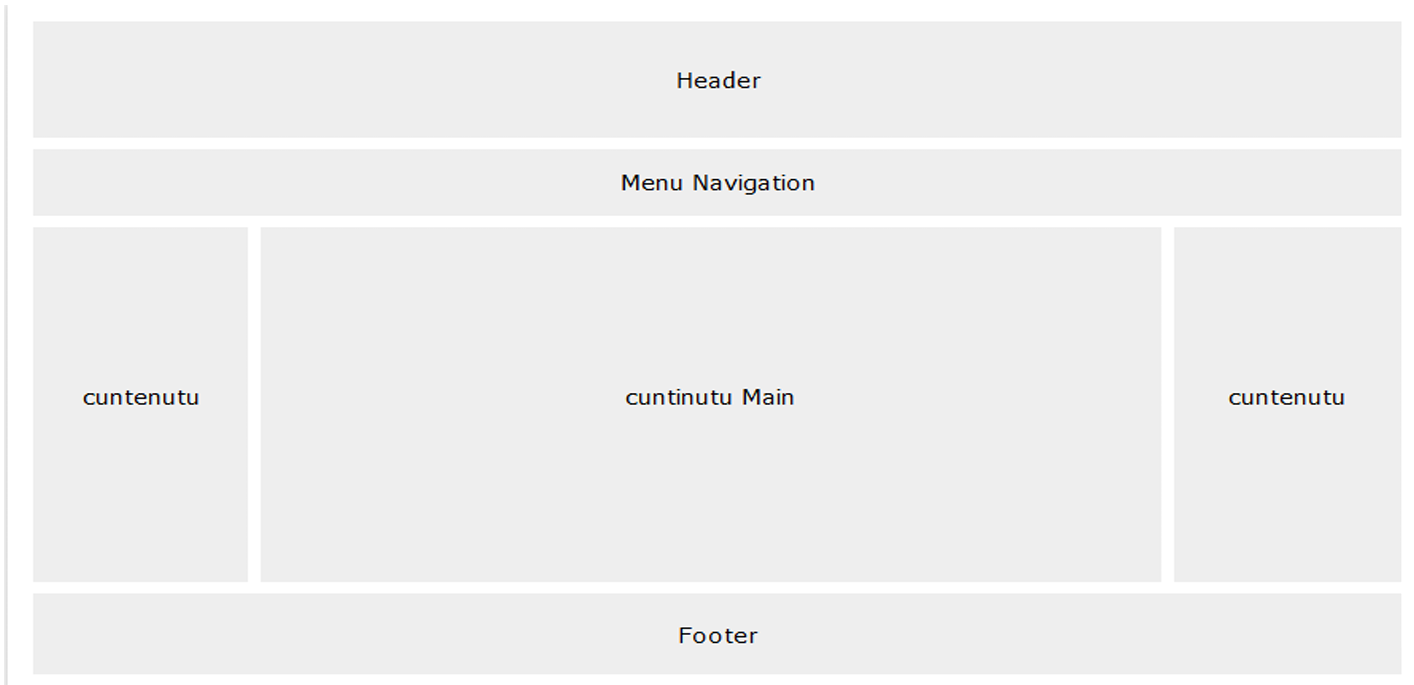 Header
Menu Navigation
cuntenutu
cuntinutu Main
cuntenutu
Footer